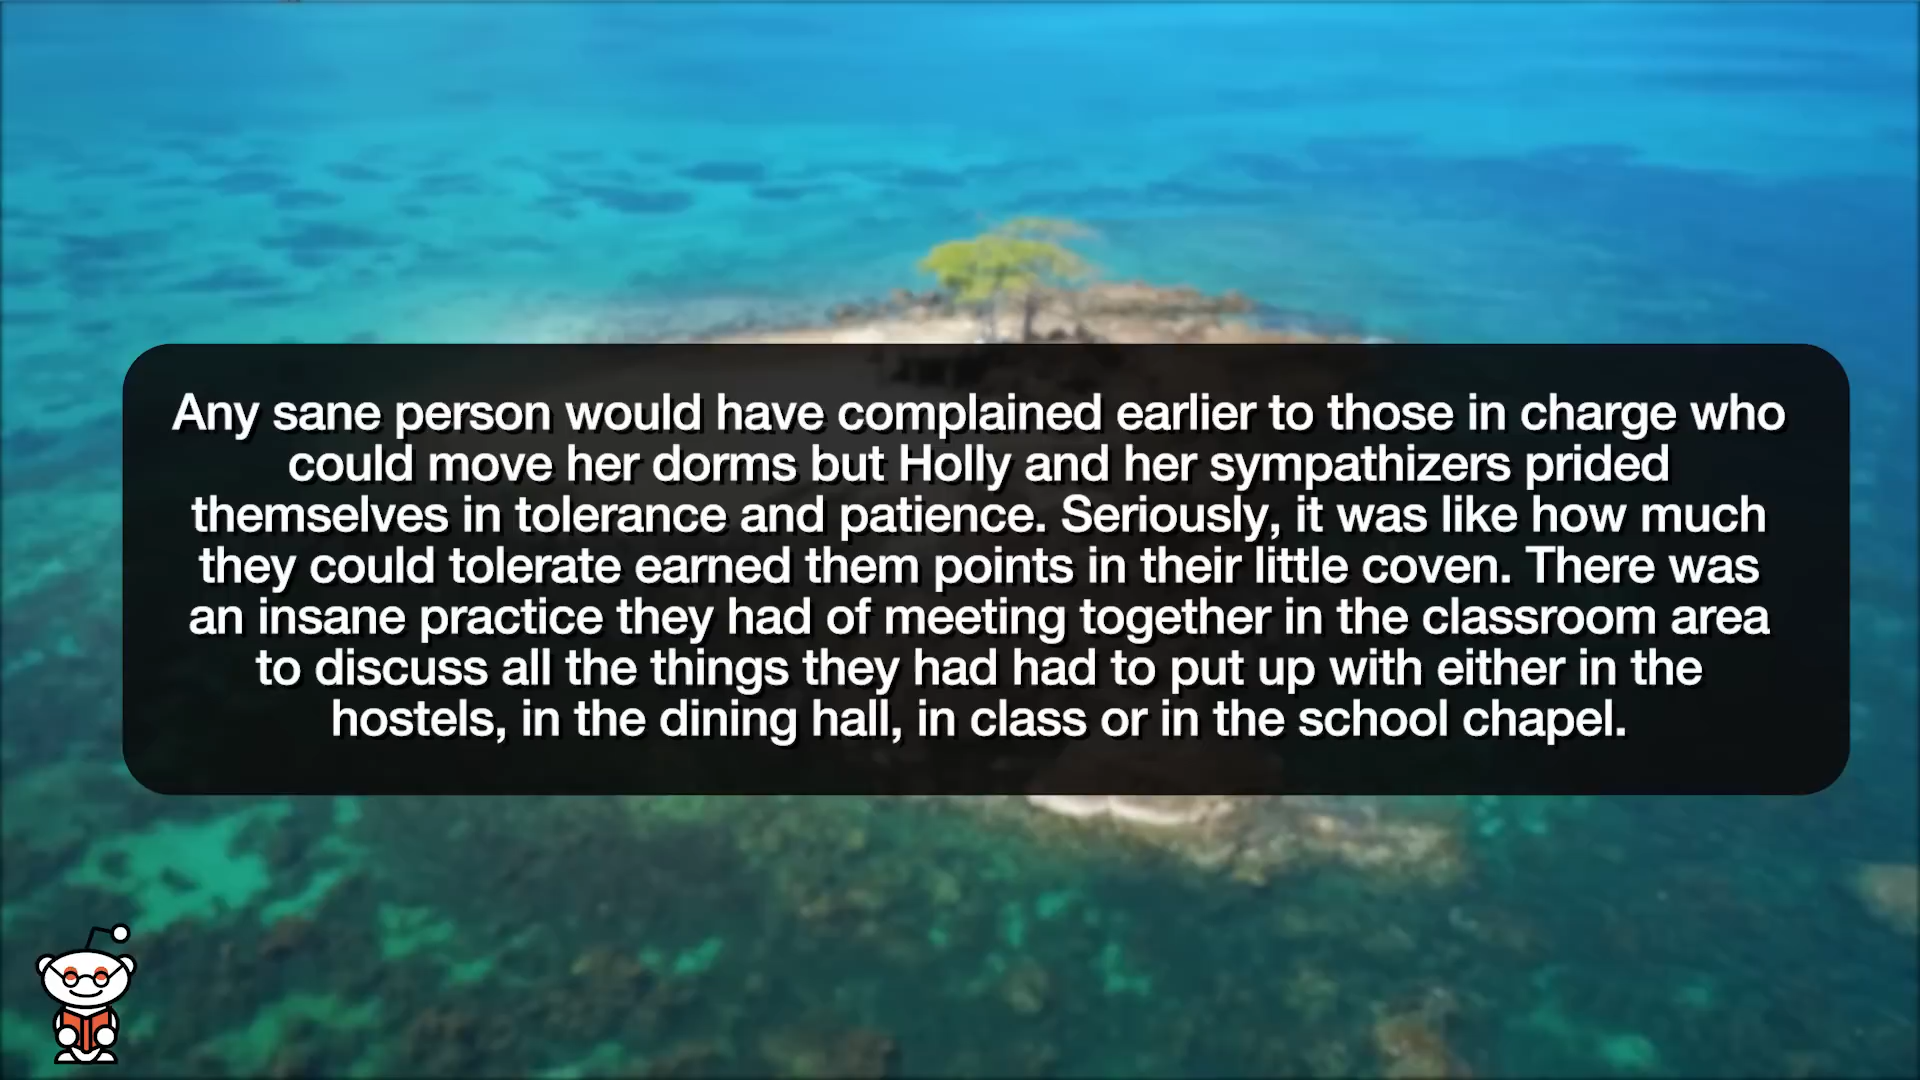 Any sane person would have complained earlier to those in charge who
could move her dorms but Holly and her sympathizers prided
themselves in tolerance and patience. Seriously, it was like how much
they could tolerate earned them points in their little coven. There was
an insane practice they had of meeting together in the classroom area
to discuss all the things they had had to put up with either in the
hostels, in the dining hall, in class or in the school chapel.